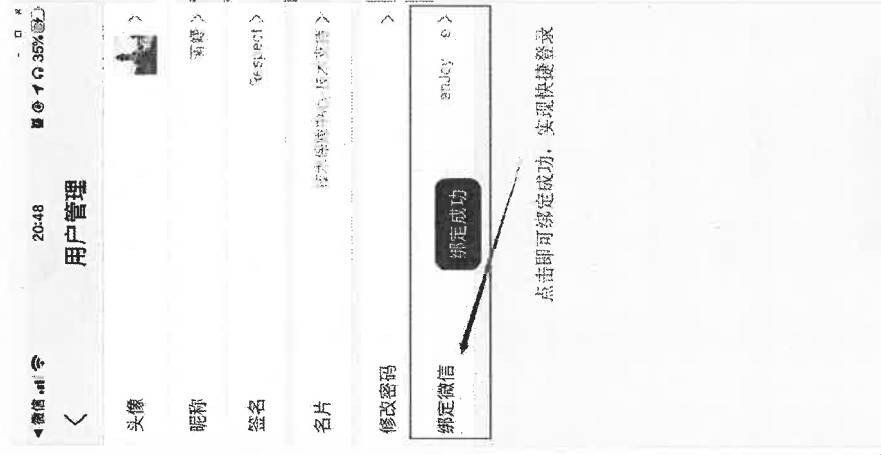 微信 20:48 35%
用户管理
头像
昵称
签名 Respect
名片
修改密码
绑定微信 enjoy e
绑定成功
点击即可绑定成功，实现快捷登录